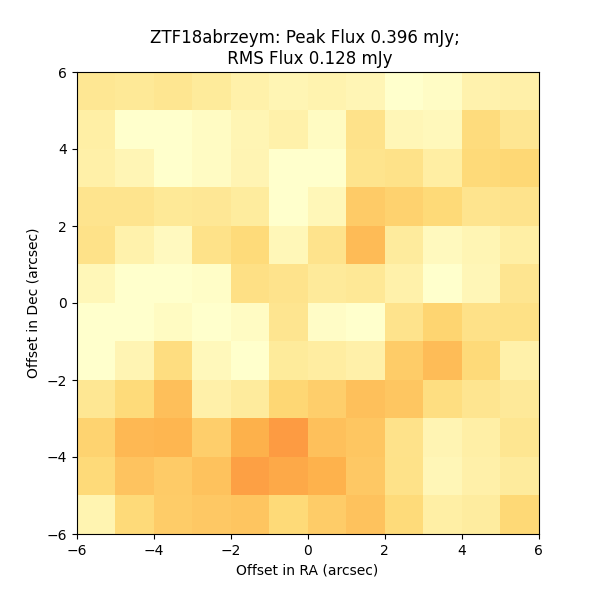 ZTF18abrzeym: Peak Flux 0.396 mJy;
RMS Flux 0.128 mJy
6
4
2
0
−2
−4
−6
Offset in Dec (arcsec)
−6 −4 −2 0 2 4 6
Offset in RA (arcsec)